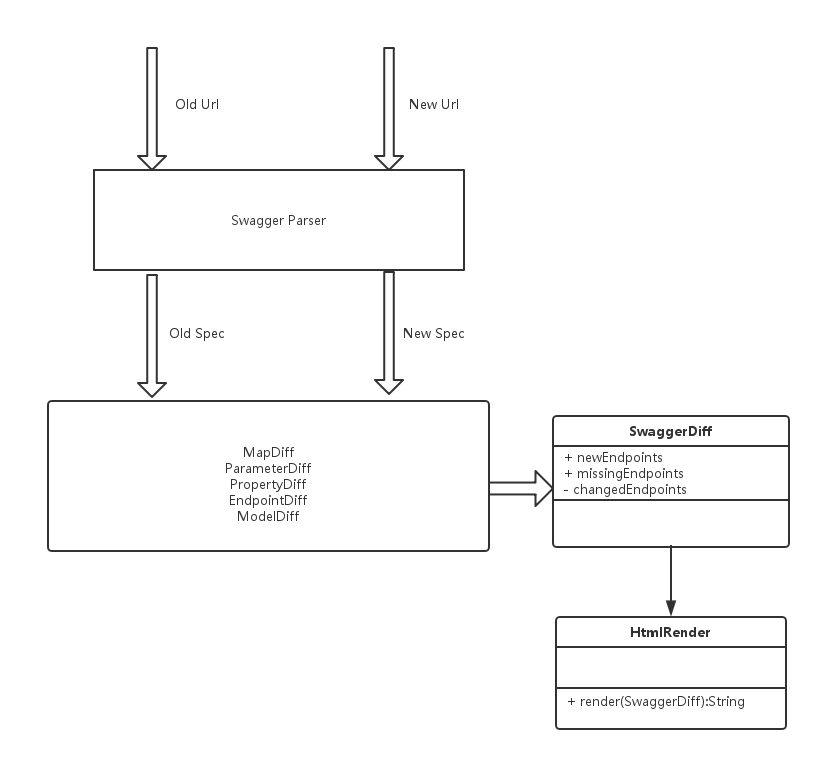 Old Url
New Url
Swagger Parser
Old Spec
New Spec
MapDiff
ParameterDiff
PropertyDiff
EndpointDiff
ModelDiff
SwaggerDiff
+ newEndpoints
+ missingEndpoints
- changedEndpoints
HtmlRender
+ render(SwaggerDiff):String